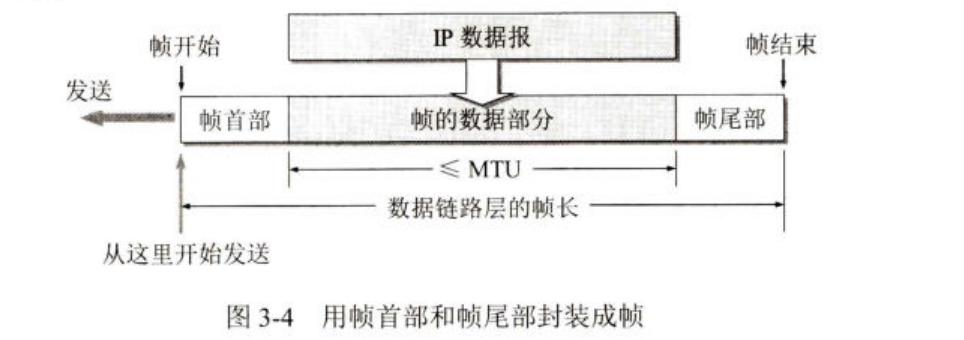 IP 数据报
帧开始
帧结束
发送
帧首部
帧的数据部分
帧尾部
≤ MTU
数据链路层的帧长
从这里开始发送
图 3-4 用帧首部和帧尾部封装成帧